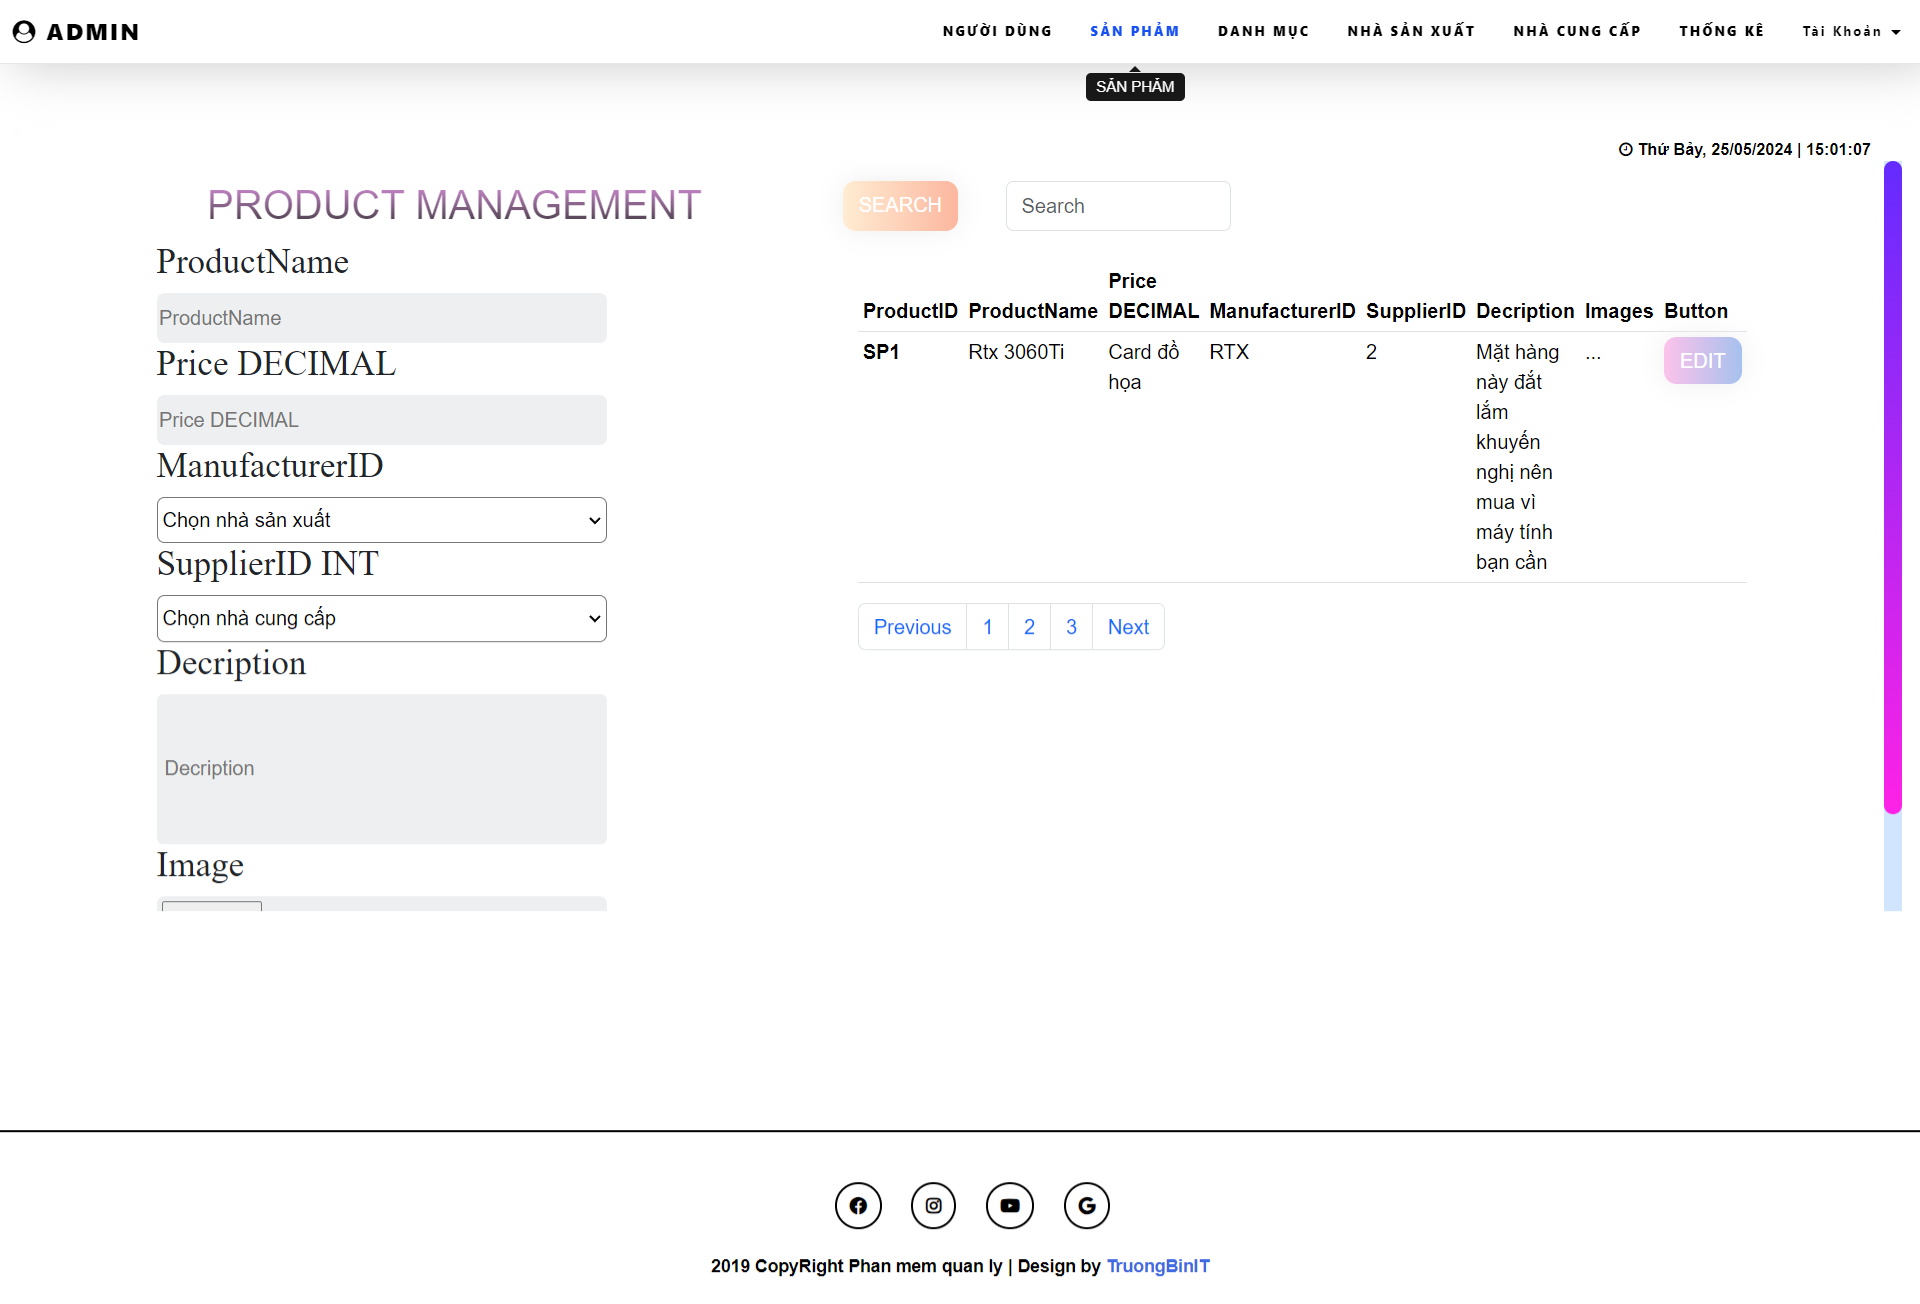 ADMIN
NGƯỜI DÙNG
SẢN PHẨM
DANH MỤC
NHÀ SẢN XUẤT
NHÀ CUNG CẤP
THỐNG KÊ
Tài Khoản
SẢN PHẨM
Thứ Bảy, 25/05/2024 | 15:01:07
PRODUCT MANAGEMENT
ProductName
ProductName
Price DECIMAL
Price DECIMAL
ManufacturerID
Chọn nhà sản xuất
SupplierID INT
Chọn nhà cung cấp
Decription
Decription
Image
SEARCH
Search
ProductID ProductName Price DECIMAL ManufacturerID SupplierID Decription Images Button
SP1 Rtx 3060Ti Card đồ họa RTX 2 Mặt hàng ... EDIT
này đắt
lắm
khuyến
nghị nên
mua vì
máy tính
bạn cần
Previous 1 2 3 Next
2019 CopyRight Phan mem quan ly | Design by TruongBinIT